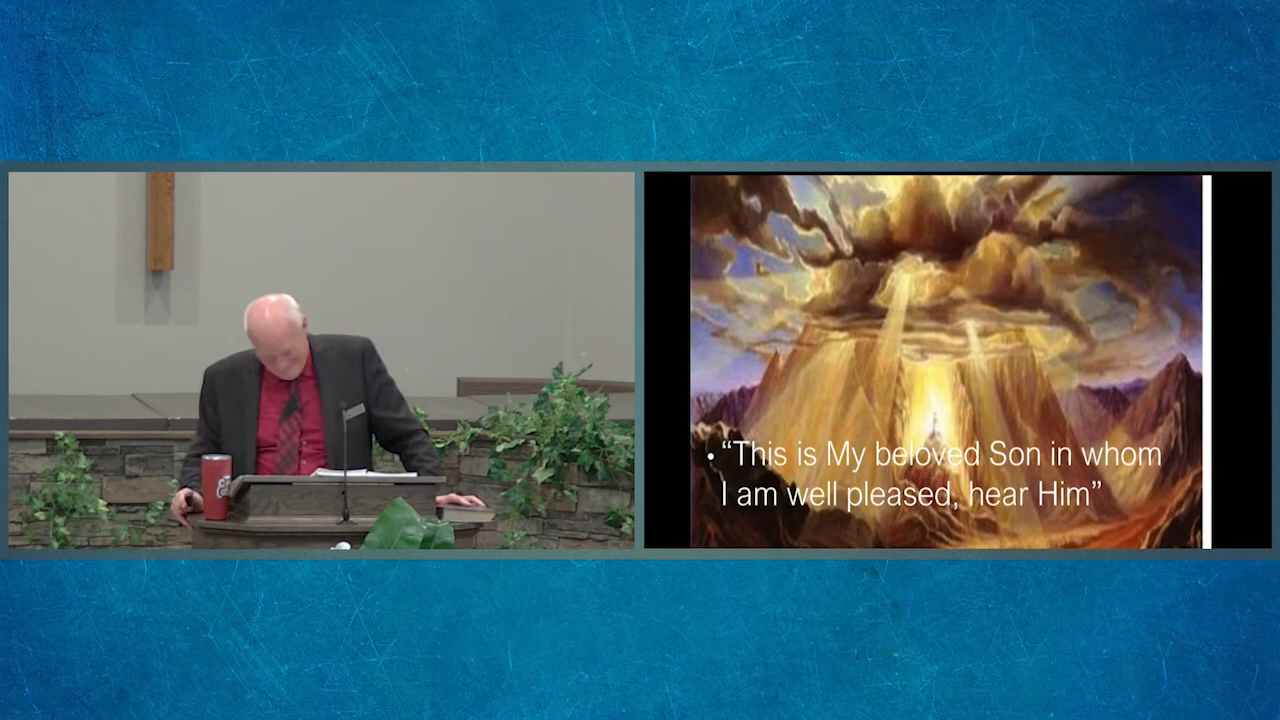 • “This is My beloved Son in whom
I am well pleased, hear Him”